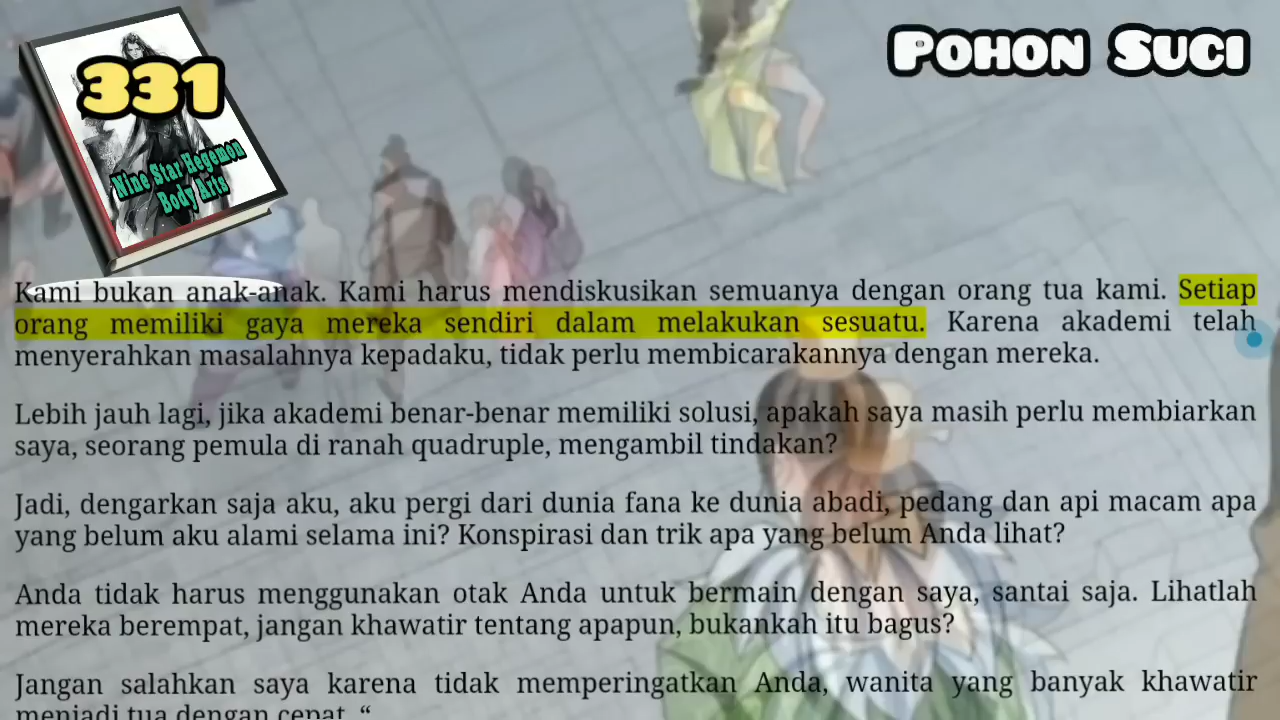 331
Nine Star Hegemon
Body Arts
Pohon Suci
Kami bukan anak-anak. Kami harus mendiskusikan semuanya dengan orang tua kami. Setiap
orang memiliki gaya mereka sendiri dalam melakukan sesuatu. Karena akademi telah
menyerahkan masalahnya kepadaku, tidak perlu membicarakannya dengan mereka.
Lebih jauh lagi, jika akademi benar-benar memiliki solusi, apakah saya masih perlu membiarkan
saya, seorang pemula di ranah quadruple, mengambil tindakan?
Jadi, dengarkan saja aku, aku pergi dari dunia fana ke dunia abadi, pedang dan api macam apa
yang belum aku alami selama ini? Konspirasi dan trik apa yang belum Anda lihat?
Anda tidak harus menggunakan otak Anda untuk bermain dengan saya, santai saja. Lihatlah
mereka berempat, jangan khawatir tentang apapun, bukankah itu bagus?
Jangan salahkan saya karena tidak memperingatkan Anda, wanita yang banyak khawatir
menjadi tua dengan cepat. “